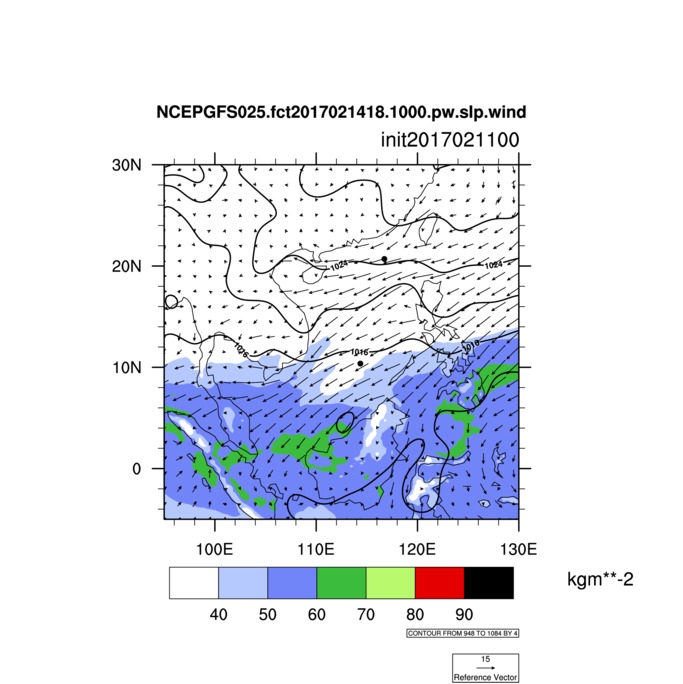 NCEPGFS025.fct2017021418.1000.pw.slp.wind
init2017021100
30N
1024
1024
20N
1016
1016
1016
10N
0
100E 110E 120E 130E
kgm**-2
40 50 60 70 80 90
CONTOUR FROM 948 TO 1084 BY 4
15
Reference Vector